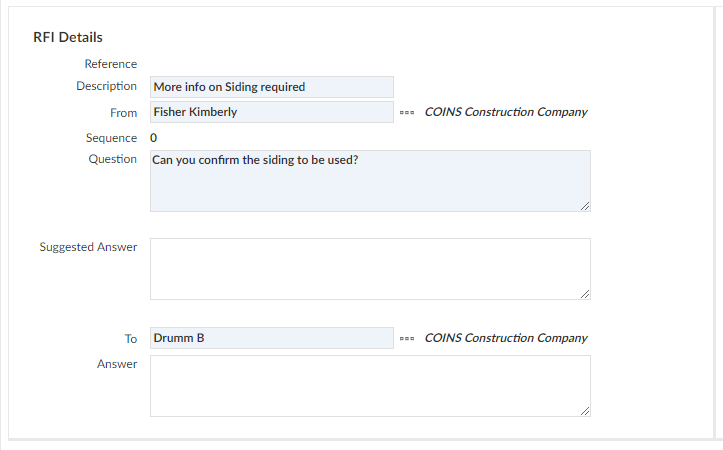 RFI Details
Reference
Description More info on Siding required
From Fisher Kimberly COINS Construction Company
Sequence 0
Question Can you confirm the siding to be used?
Suggested Answer
To Drumm B COINS Construction Company
Answer